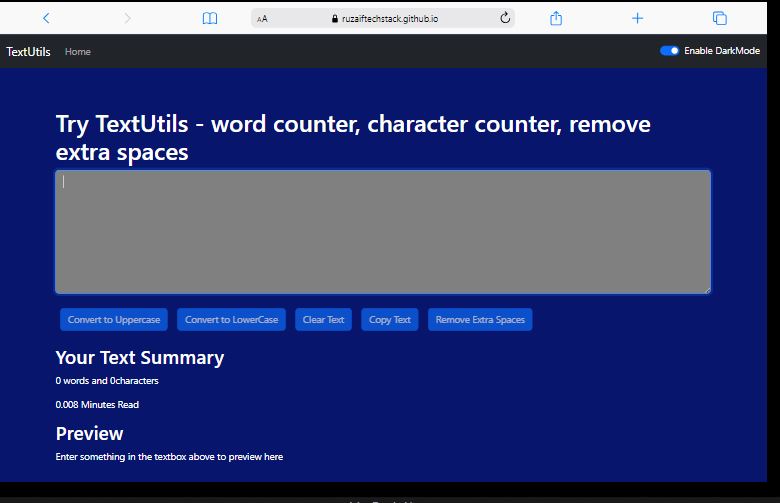 AA ruzaiftechstack.github.io
TextUtils Home Enable DarkMode
Try TextUtils - word counter, character counter, remove
extra spaces
Convert to Uppercase Convert to LowerCase Clear Text Copy Text Remove Extra Spaces
Your Text Summary
0 words and 0characters
0.008 Minutes Read
Preview
Enter something in the textbox above to preview here